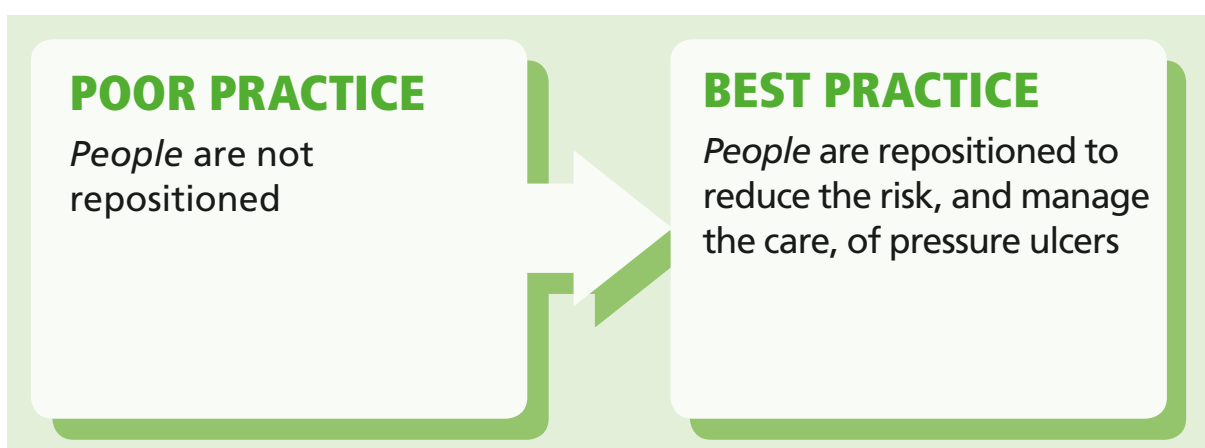 POOR PRACTICE
People are not
repositioned
BEST PRACTICE
People are repositioned to
reduce the risk, and manage
the care, of pressure ulcers